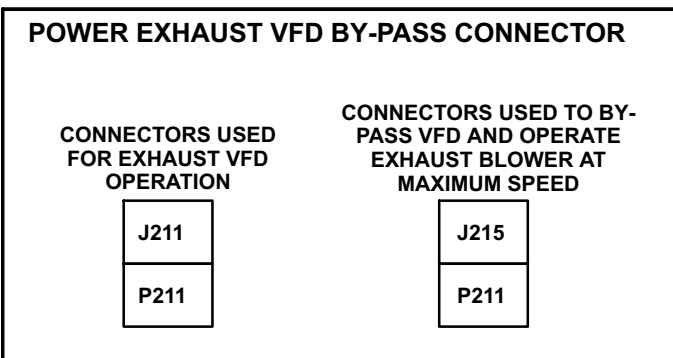 POWER EXHAUST VFD BY-PASS CONNECTOR
CONNECTORS USED
FOR EXHAUST VFD
OPERATION
J211
P211
CONNECTORS USED TO BY-
PASS VFD AND OPERATE
EXHAUST BLOWER AT
MAXIMUM SPEED
J215
P211